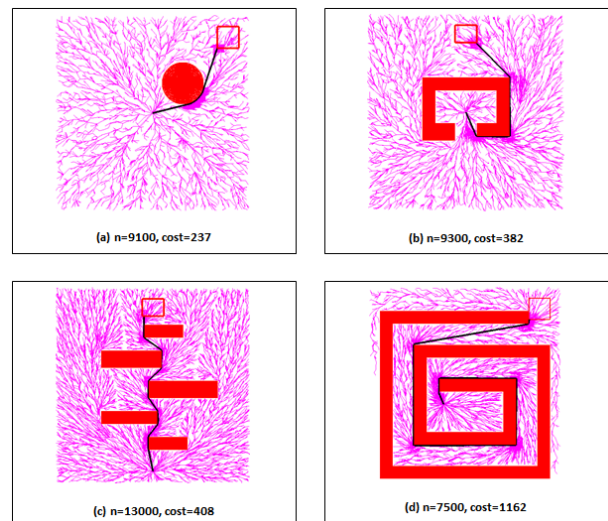 (a) n=9100, cost=237
(b) n=9300, cost=382
(c) n=13000, cost=408
(d) n=7500, cost=1162